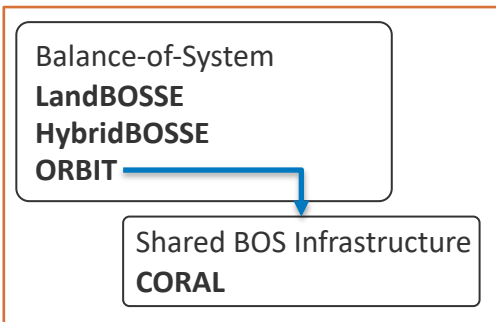 Balance-of-System
LandBOSSE
HybridBOSSE
ORBIT
Shared BOS Infrastructure
CORAL